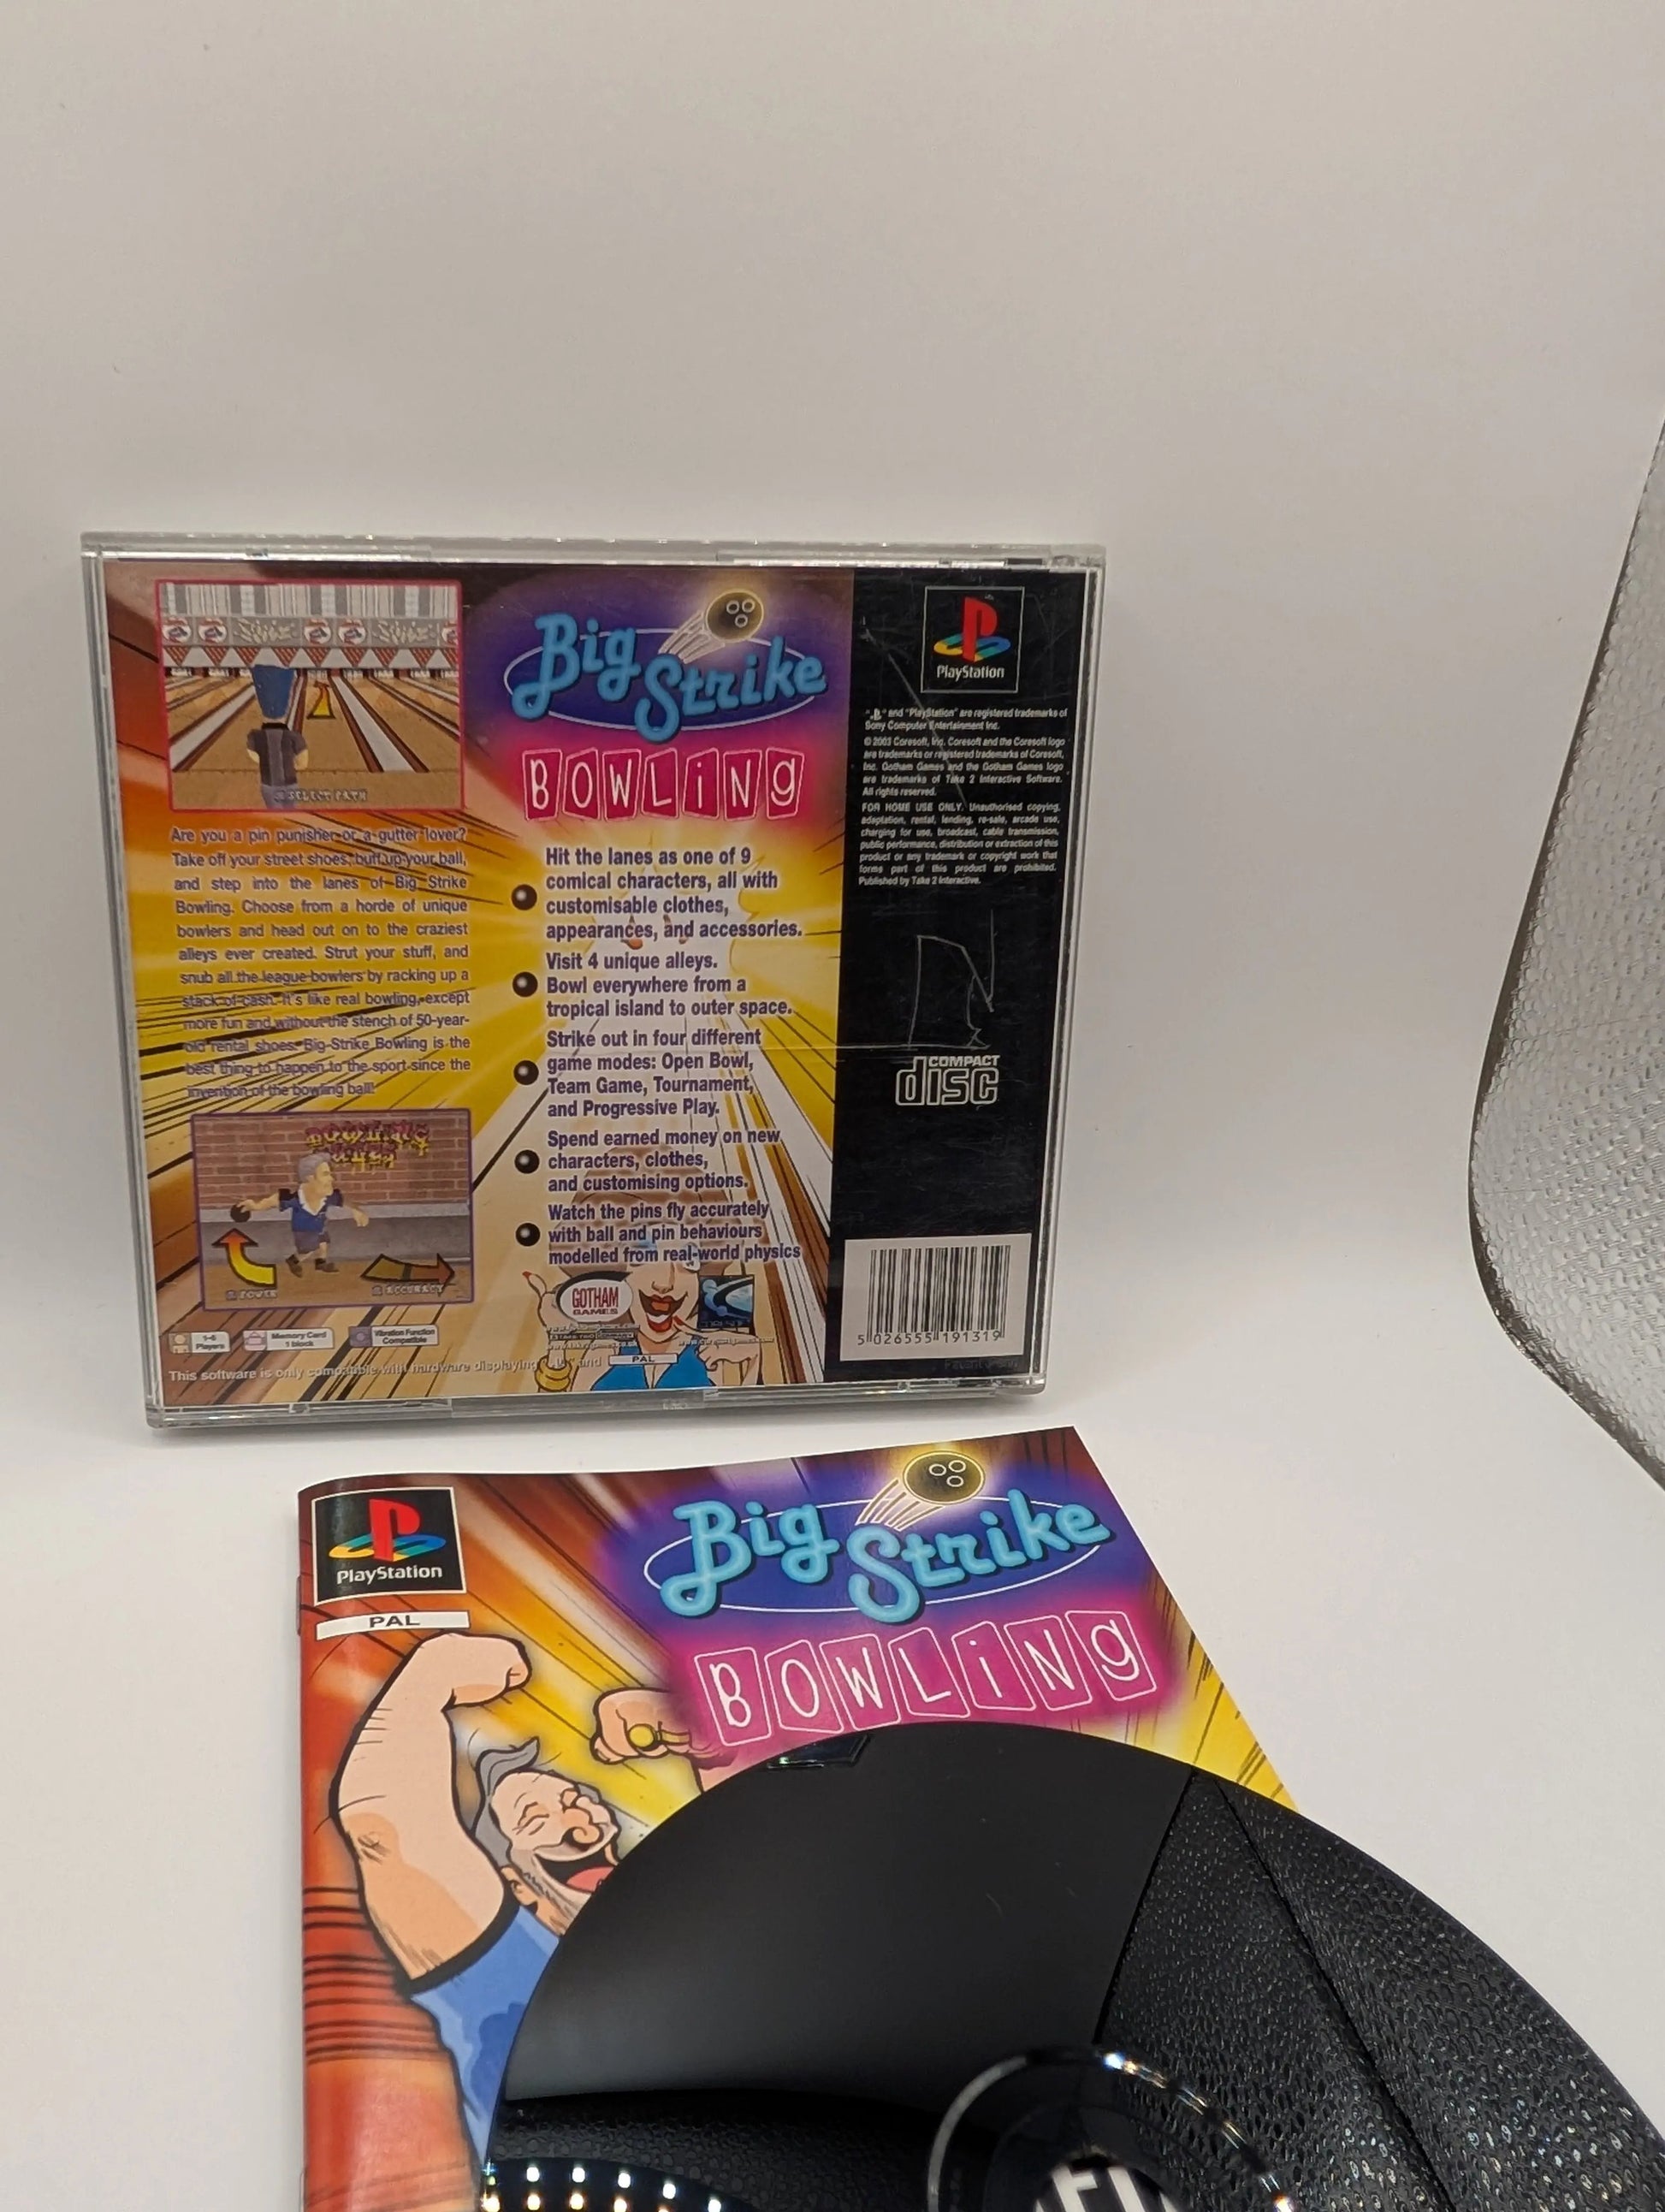 Big Strike
BOWLiNg
SELECT PATH
Are you a pin punisher or a gutter lover?
Take off your street shoes, buff up your ball,
and step into the lanes of Big Strike
Bowling. Choose from a horde of unique
bowlers and head out on to the craziest
alleys ever created. Strut your stuff, and
snub all the league bowlers by racking up a
stack of cash. It's like real bowling, except
more fun and without the stench of 50-year-
old rental shoes. Big Strike Bowling is the
best thing to happen to the sport since the
invention of the bowling ball!
POWER
ACCURACY
1-6
Players
Memory Card
1 block
Vibration Function
Compatible
This software is only compatible with hardware displaying " " and PAL
Hit the lanes as one of 9
comical characters, all with
customisable clothes,
appearances, and accessories.
Visit 4 unique alleys.
Bowl everywhere from a
tropical island to outer space.
Strike out in four different
game modes: Open Bowl,
Team Game, Tournament,
and Progressive Play.
Spend earned money on new
characters, clothes,
and customising options.
Watch the pins fly accurately
with ball and pin behaviours
modelled from real-world physics
GOTHAM
GAMES
PlayStation
" " and "PlayStation" are registered trademarks of
Sony Computer Entertainment Inc.
© 2003 Coresoft, Inc. Coresoft and the Coresoft logo
are trademarks or registered trademarks of Coresoft,
Inc. Gotham Games and the Gotham Games logo
are trademarks of Take 2 Interactive Software.
All rights reserved.
FOR HOME USE ONLY. Unauthorised copying,
adaptation, rental, lending, re-sale, arcade use,
charging for use, broadcast, cable transmission,
public performance, distribution or extraction of this
product or any trademark or copyright work that
forms part of this product are prohibited.
Published by Take 2 Interactive.
COMPACT
disc
5 026555 191319
PlayStation
PAL
Big Strike
BOWLiNg